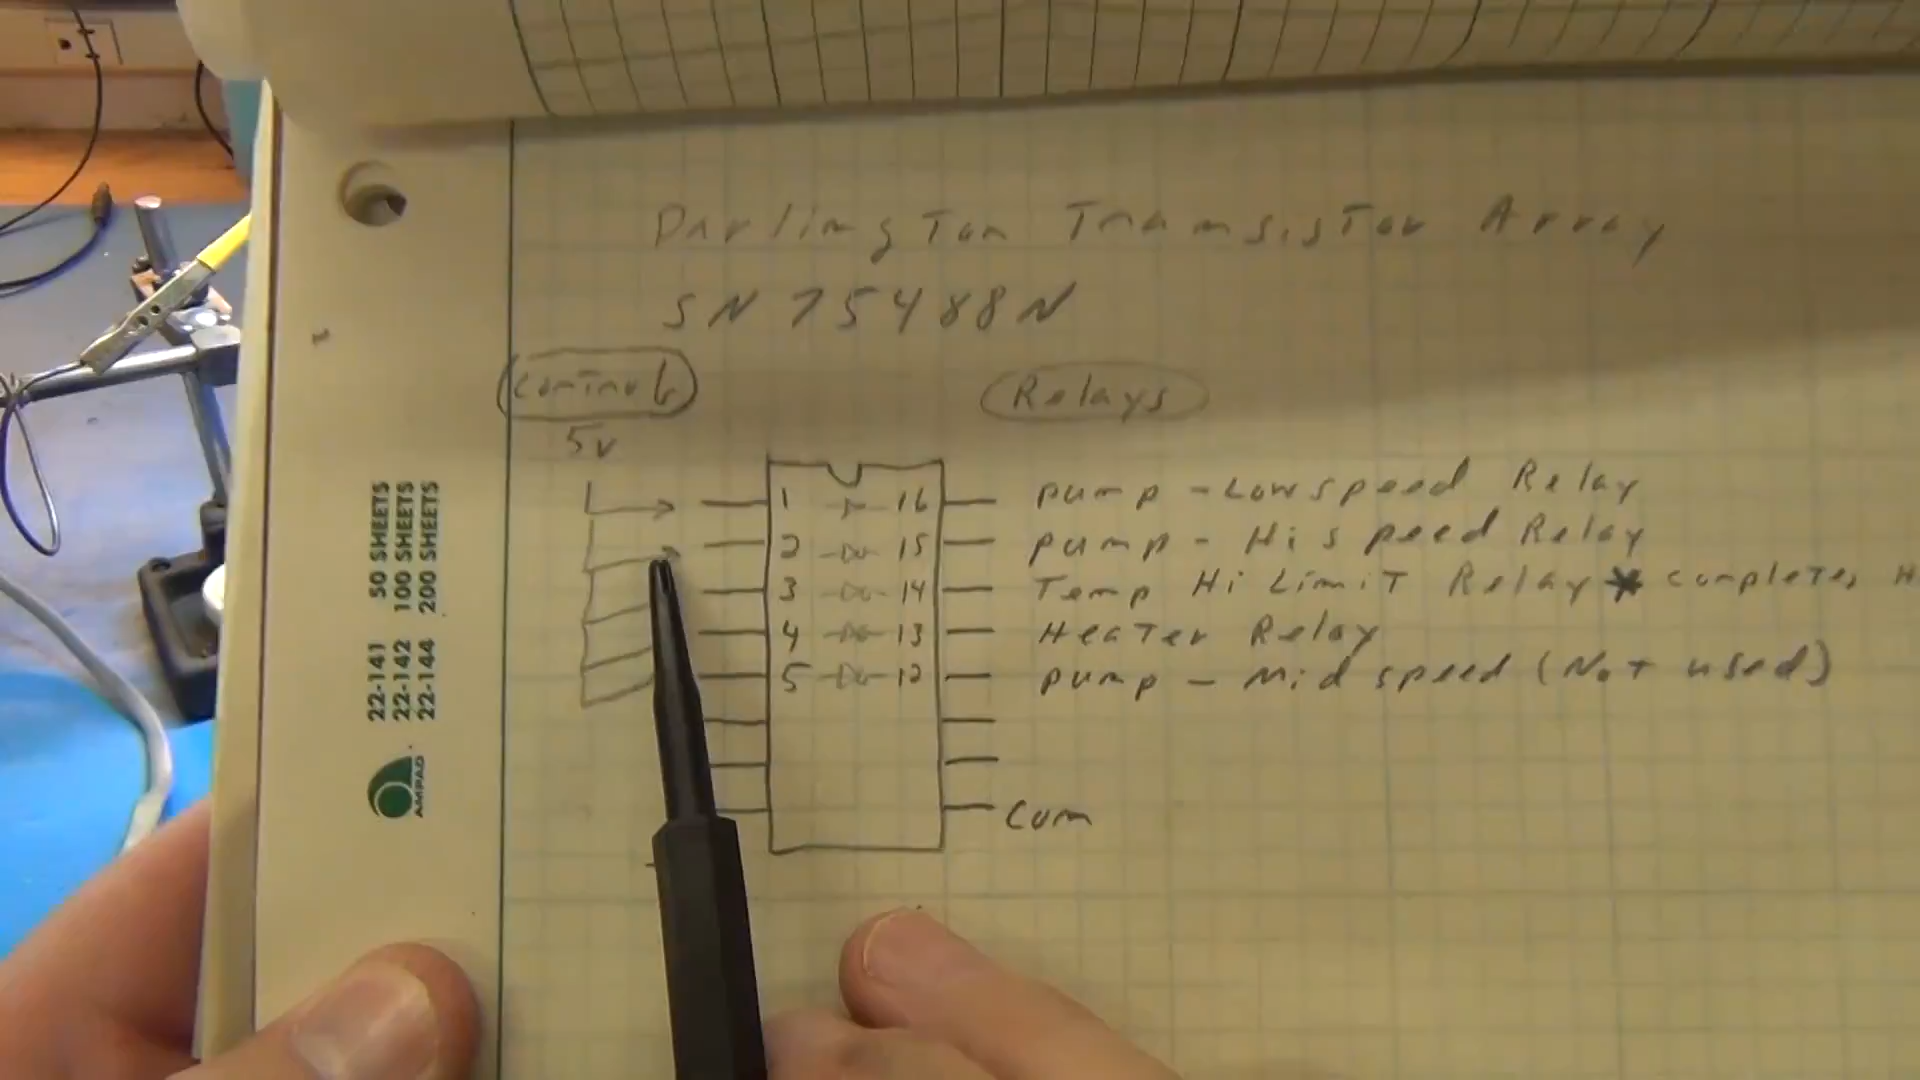 Darlington Transistor Array
SN75488N
Controls
Relays
5v
1 16 pump - Low speed Relay
2 15 pump - Hi speed Relay
3 14 Temp Hi Limit Relay * completes H
4 13 Heater Relay
5 12 pump - Mid speed (Not used)
Com
22-141 50 SHEETS
22-142 100 SHEETS
22-144 200 SHEETS
AMPAD